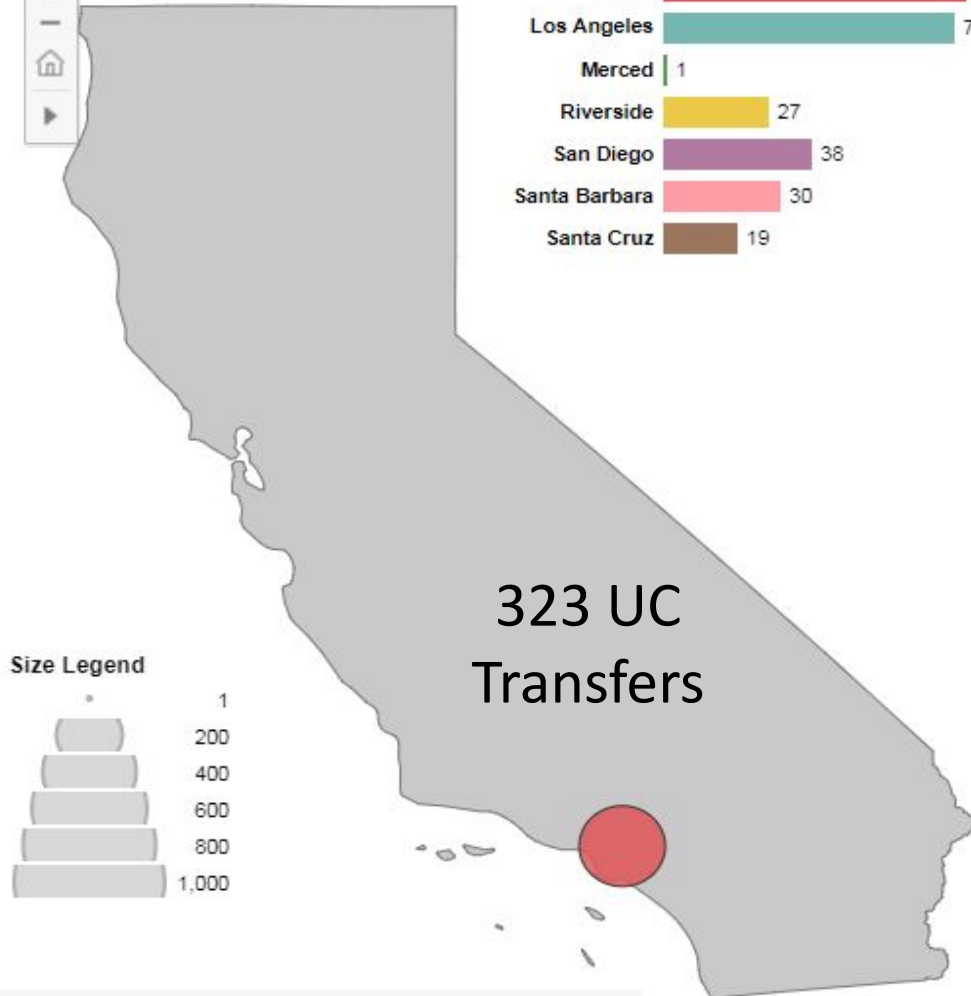 Los Angeles 7
Merced 1
Riverside 27
San Diego 38
Santa Barbara 30
Santa Cruz 19
323 UC
Transfers
Size Legend
1
200
400
600
800
1,000